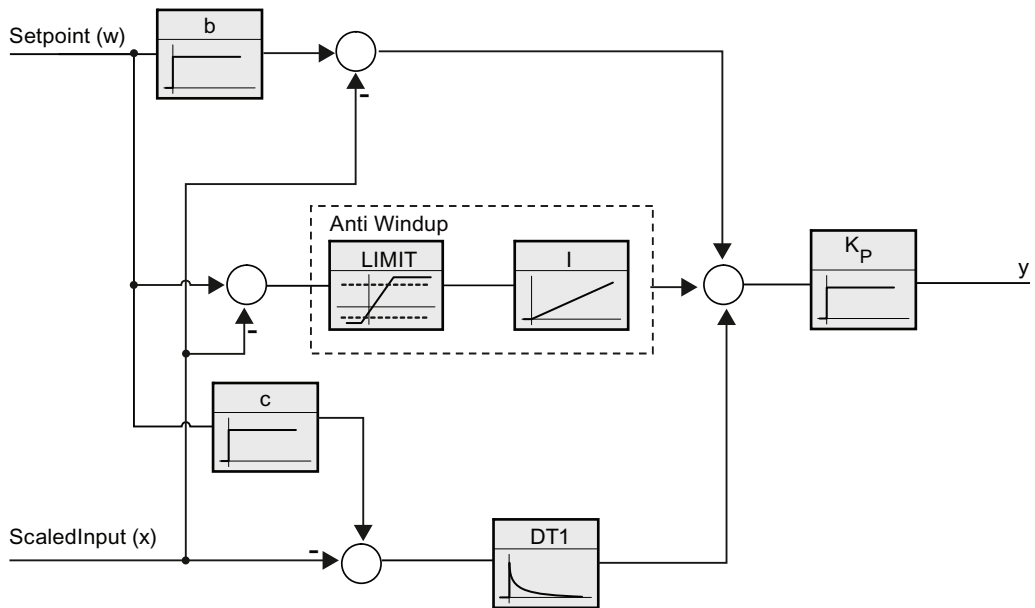 Setpoint (w)
b
-
Anti Windup
LIMIT
I
K_P
y
-
c
ScaledInput (x)
-
DT1